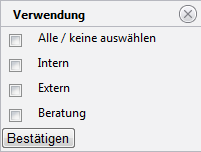 Verwendung
Alle / keine auswählen
Intern
Extern
Beratung
Bestätigen